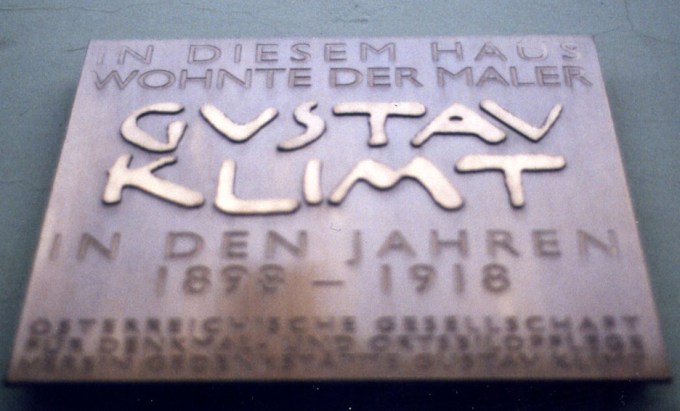 IN DIESEM HAUS
WOHNTE DER MALER
GUSTAV
KLIMT
IN DEN JAHREN
1898 – 1918
ÖSTERREICHISCHE GESELLSCHAFT
FÜR DENKMAL- UND ORTSBILDPFLEGE
VEREIN GEDENKSTÄTTE GUSTAV KLIMT